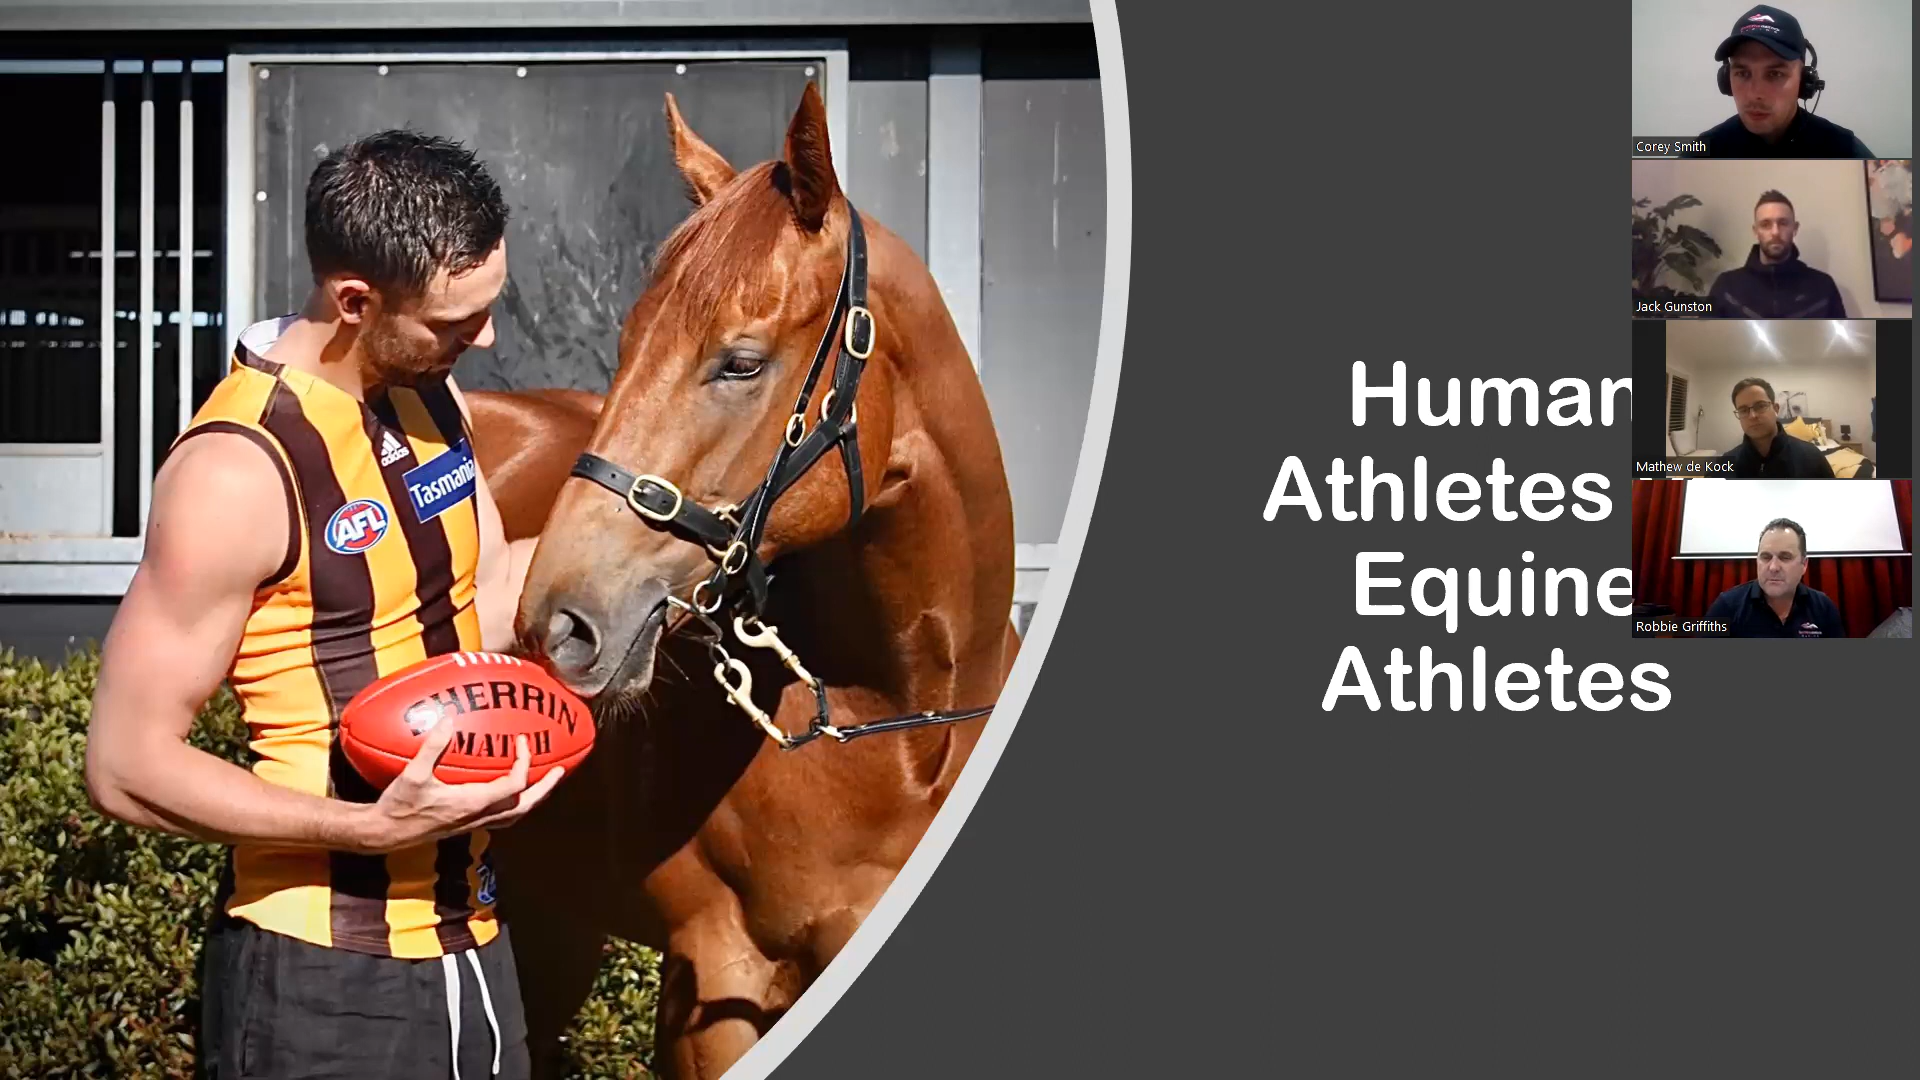 adidas
Tasmania
AFL
SHERRIN
MATCH
Human
Athletes
Equine
Athletes
Corey Smith
Jack Gunston
Mathew de Kock
Robbie Griffiths